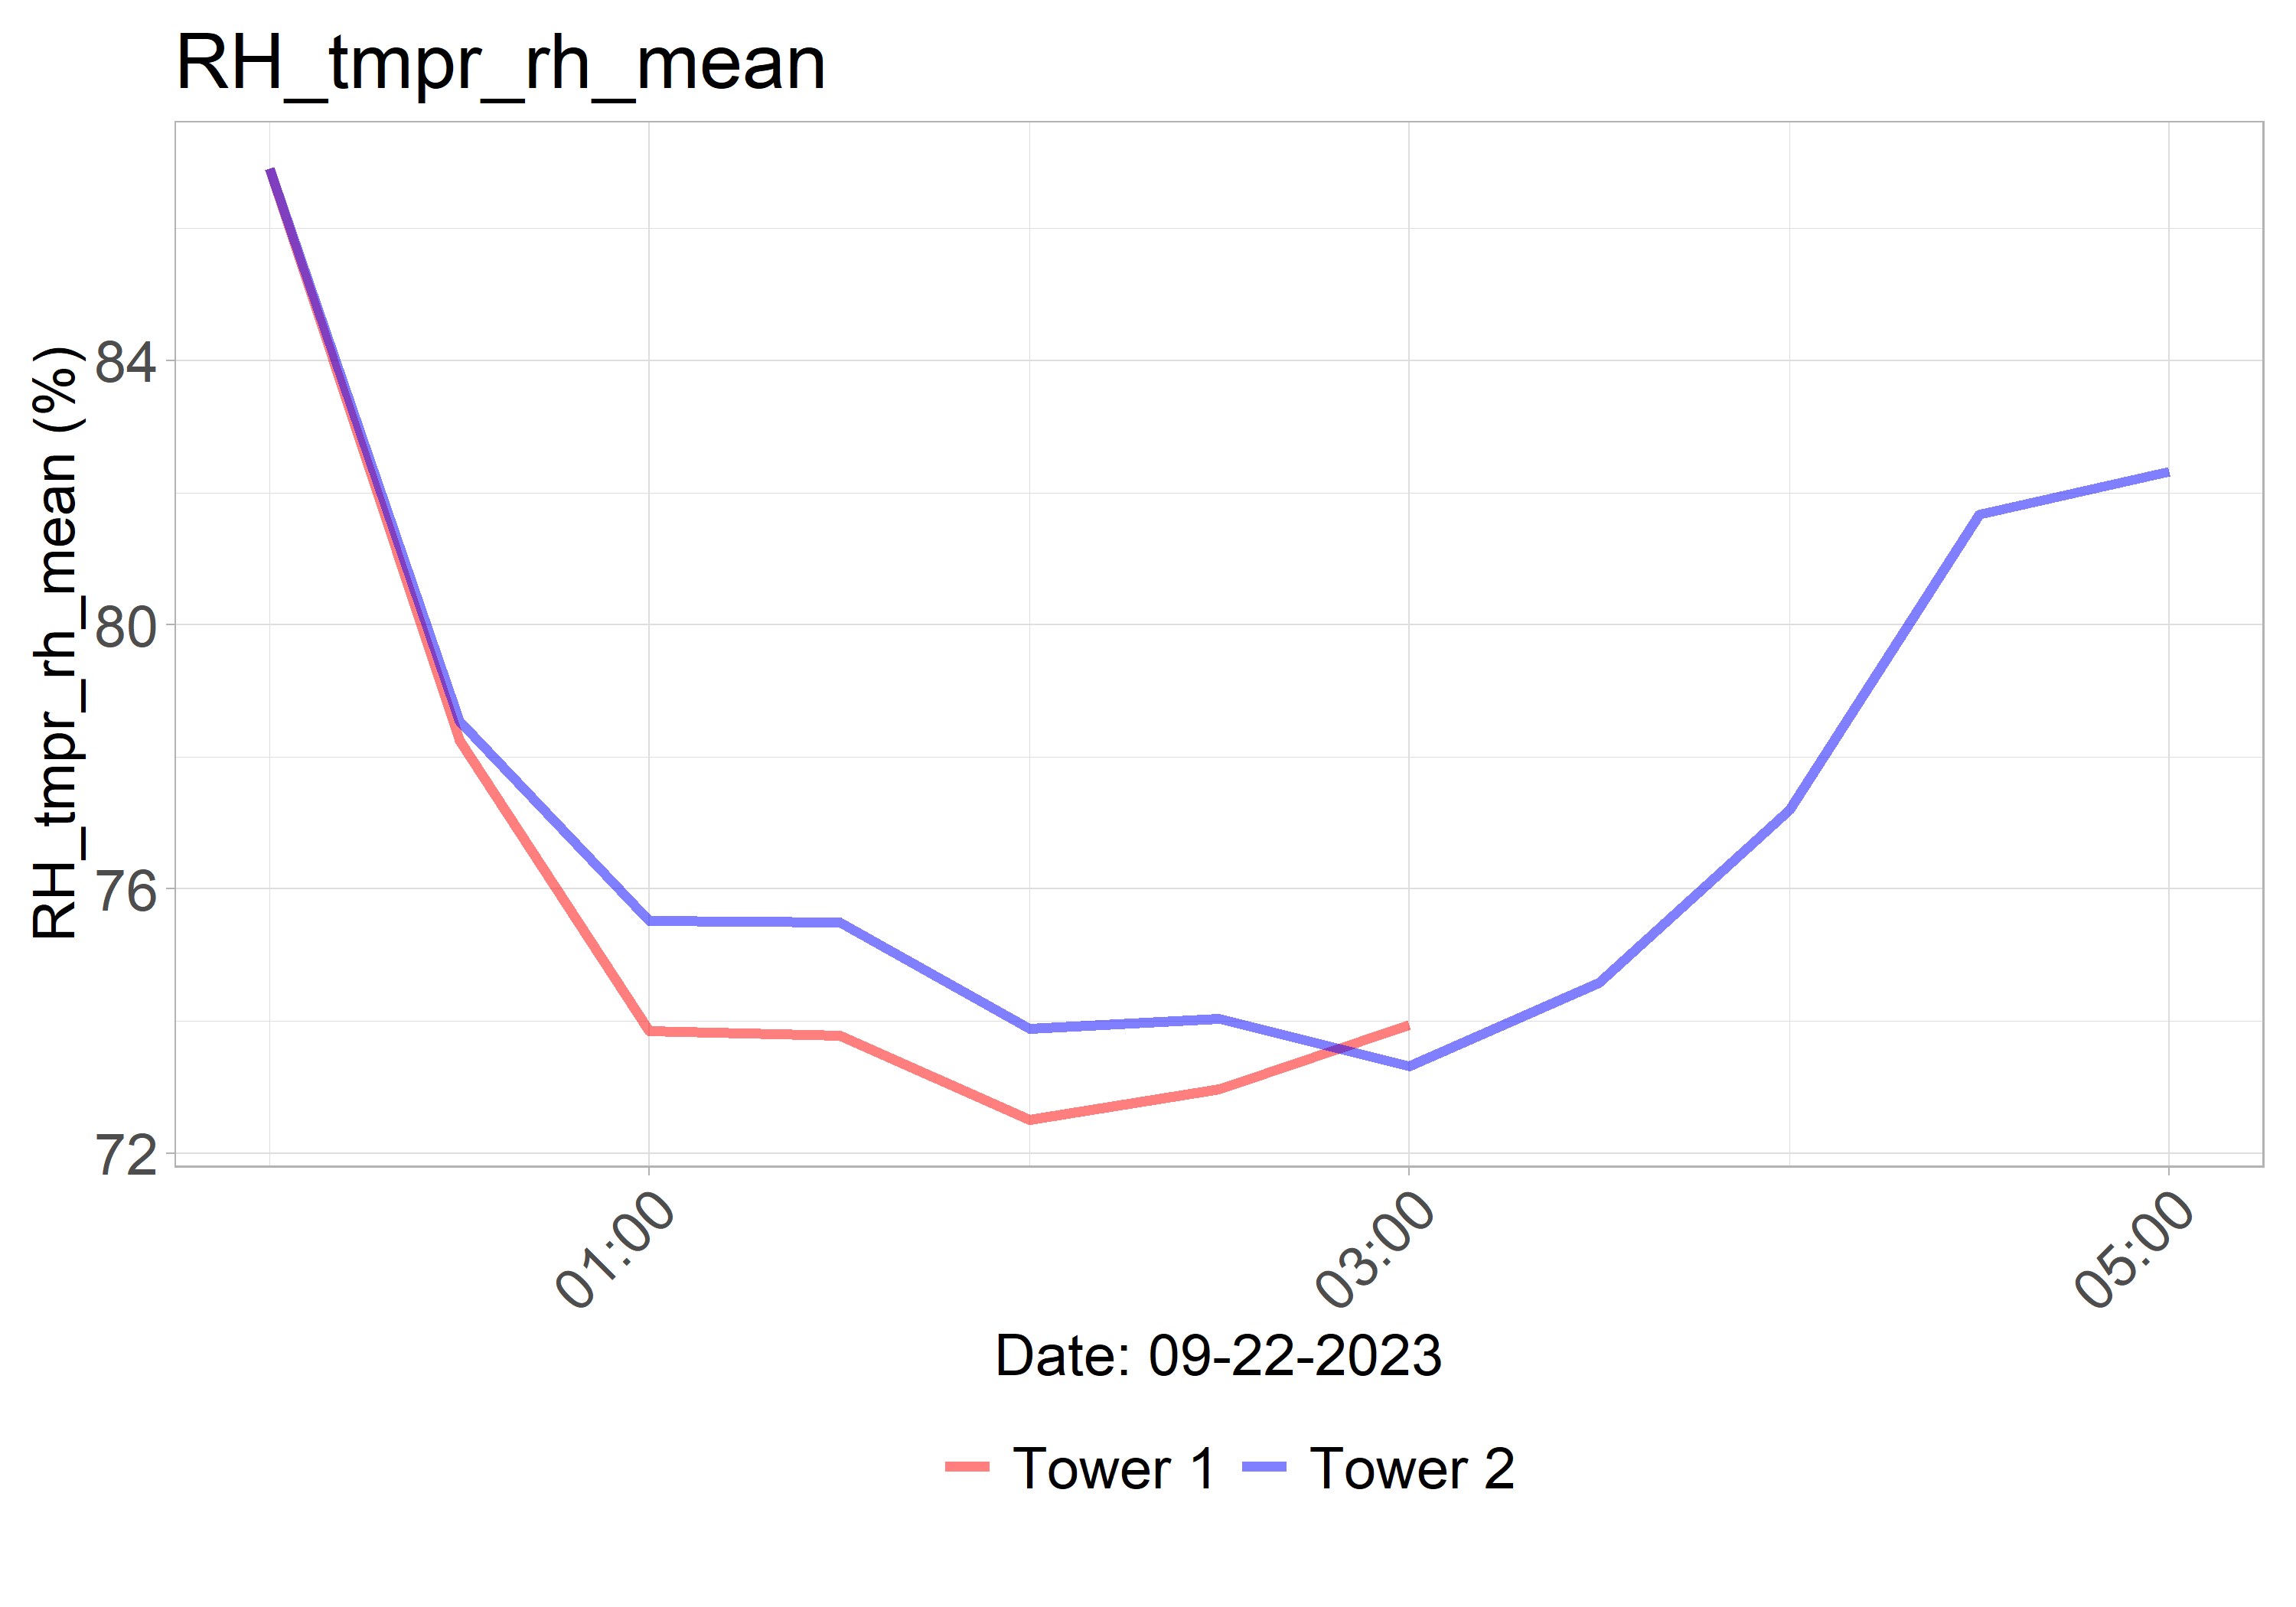 RH_tmpr_rh_mean
RH_tmpr_rh_mean (%)
84
80
76
72
01:00
03:00
05:00
Date: 09-22-2023
Tower 1
Tower 2